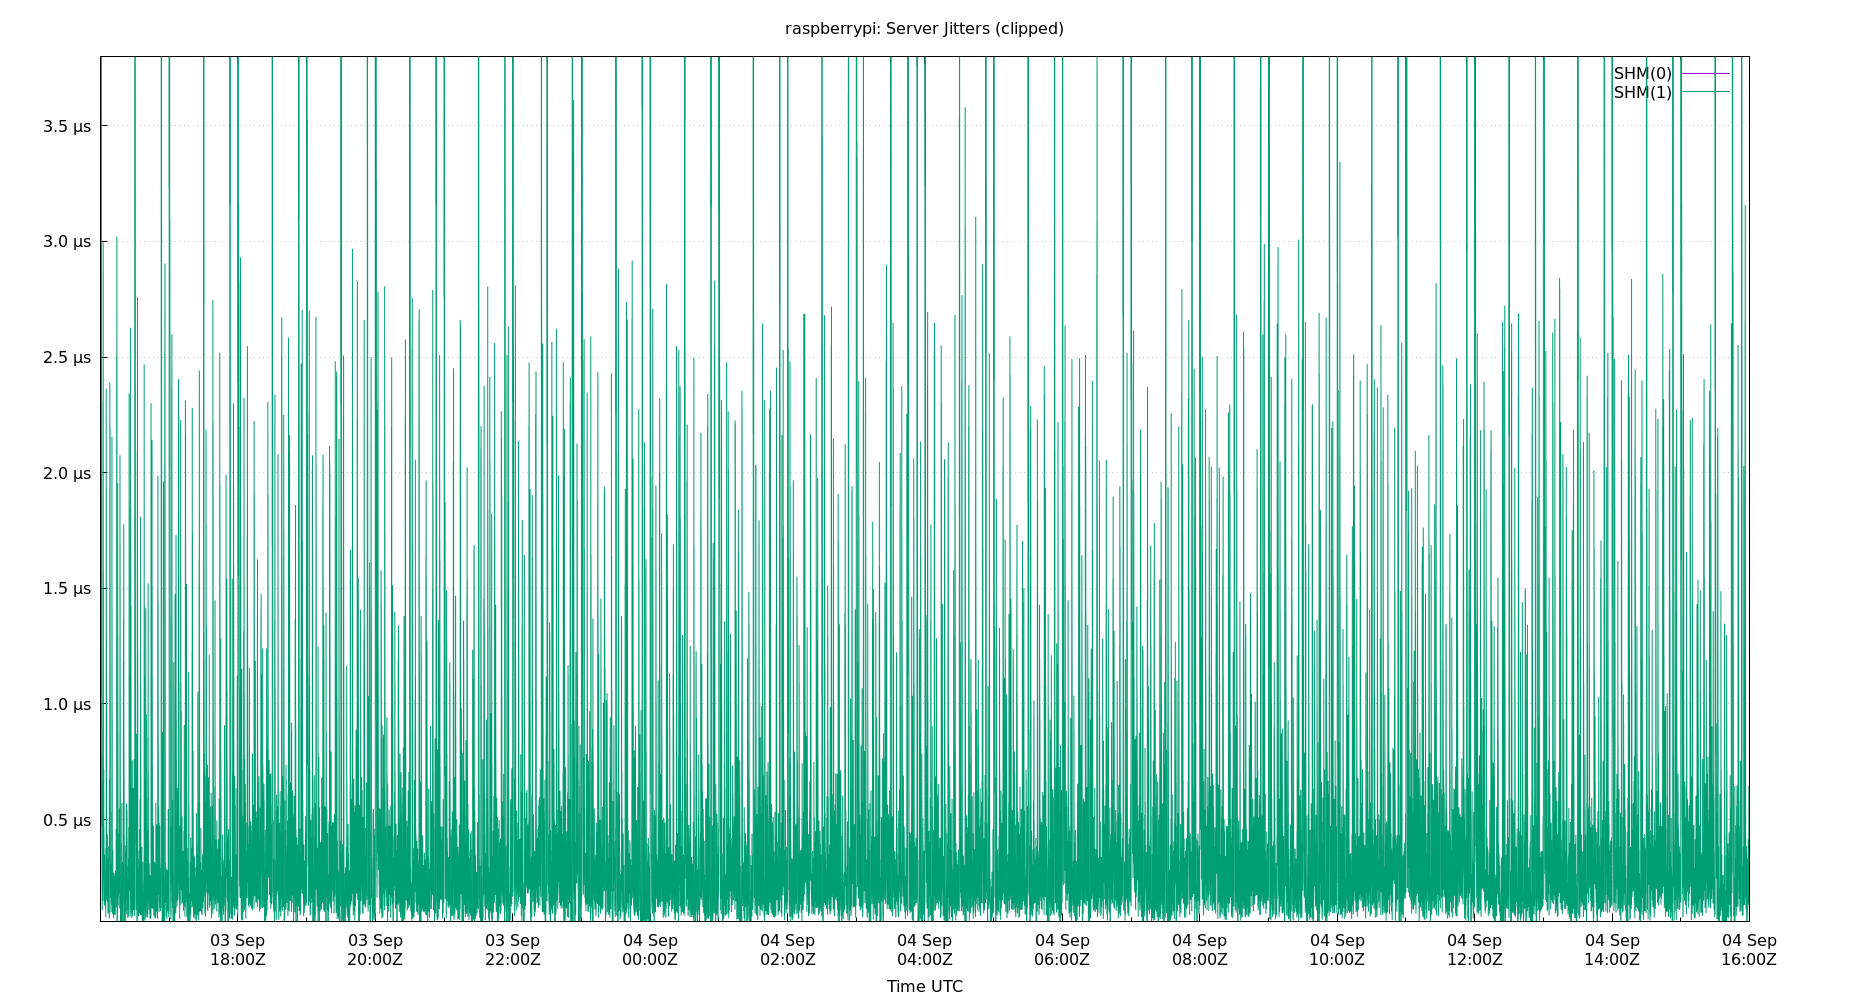 raspberrypi: Server Jitters (clipped)
SHM(0)
SHM(1)
3.5 μs
3.0 μs
2.5 μs
2.0 μs
1.5 μs
1.0 μs
0.5 μs
03 Sep 03 Sep 03 Sep 04 Sep 04 Sep 04 Sep 04 Sep 04 Sep 04 Sep 04 Sep 04 Sep 04 Sep
18:00Z 20:00Z 22:00Z 00:00Z 02:00Z 04:00Z 06:00Z 08:00Z 10:00Z 12:00Z 14:00Z 16:00Z
Time UTC